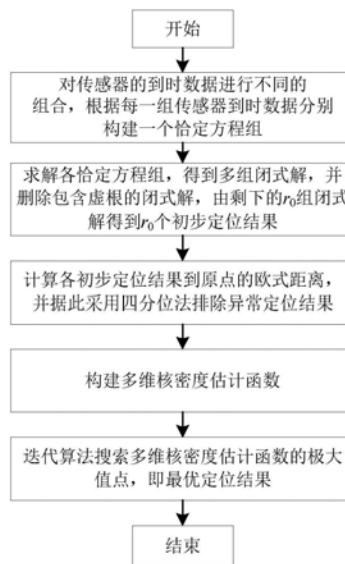 开始
对传感器的到时数据进行不同的
组合，根据每一组传感器到时数据分别
构建一个恰定方程组
求解各恰定方程组，得到多组闭式解，并
删除包含虚根的闭式解，由剩下的r₀组闭式
解得到r₀个初步定位结果
计算各初步定位结果到原点的欧式距离，
并据此采用四分位法排除异常定位结果
构建多维核密度估计函数
迭代算法搜索多维核密度估计函数的极大
值点，即最优定位结果
结束